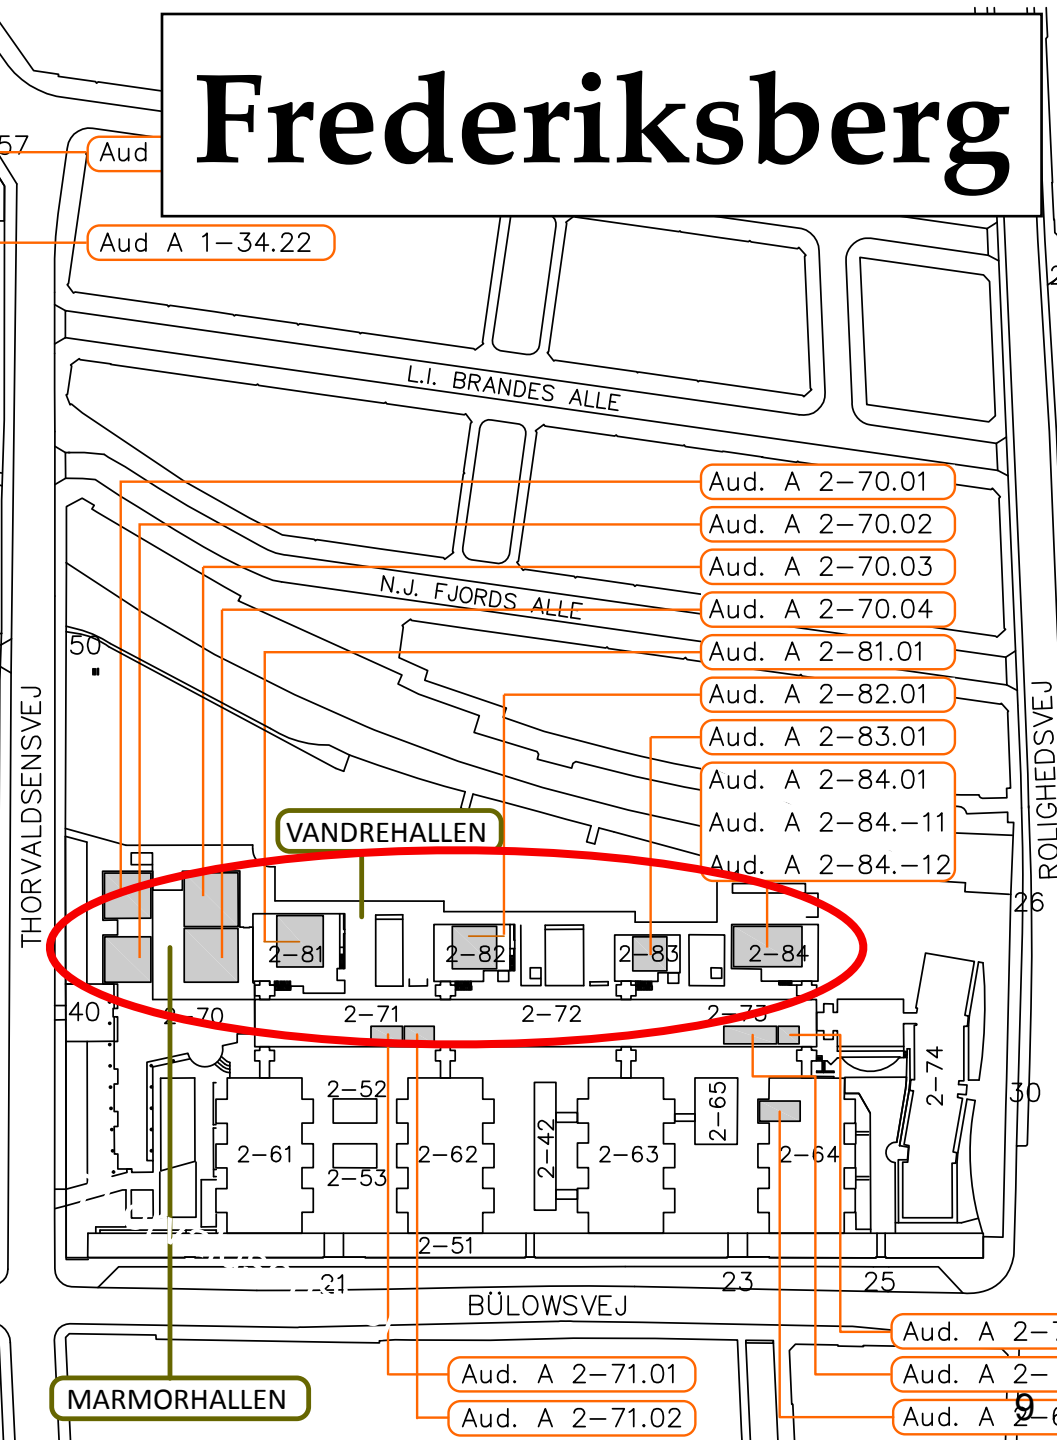 Frederiksberg
57
Aud
Aud A 1-34.22
L.I. BRANDES ALLE
Aud. A 2-70.01
Aud. A 2-70.02
Aud. A 2-70.03
N.J. FJORDS ALLE
Aud. A 2-70.04
50
Aud. A 2-81.01
Aud. A 2-82.01
THORVALDSENSVEJ
ROLIGHEDSVEJ
Aud. A 2-83.01
Aud. A 2-84.01
VANDREHALLEN
Aud. A 2-84.-11
Aud. A 2-84.-12
26
2-81
2-82
2-83
2-84
40
2-70
2-71
2-72
2-73
2-74
2-52
2-65
30
2-61
2-62
2-42
2-63
2-64
2-53
2-51
21
23
25
BÜLOWSVEJ
Aud. A 2-7
Aud. A 2-71.01
Aud. A 2-
MARMORHALLEN
Aud. A 2-71.02
Aud. A 2-6
9